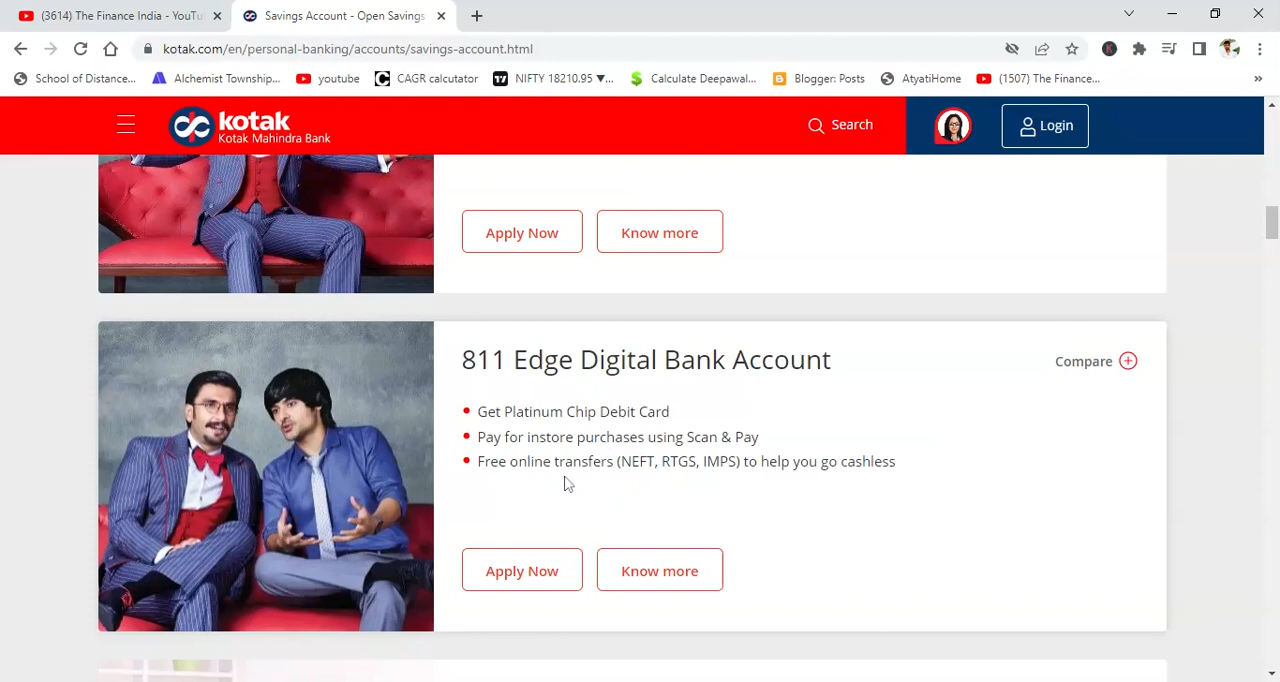 (3614) The Finance India - YouTu
Savings Account - Open Savings
kotak.com/en/personal-banking/accounts/savings-account.html
School of Distance...
Alchemist Township...
youtube
CAGR calcutator
NIFTY 18210.95 ▼...
Calculate Deepawal...
Blogger: Posts
AtyatiHome
(1507) The Finance...
»
kotak
Kotak Mahindra Bank
Search
Login
Apply Now
Know more
811 Edge Digital Bank Account
Compare
Get Platinum Chip Debit Card
Pay for instore purchases using Scan & Pay
Free online transfers (NEFT, RTGS, IMPS) to help you go cashless
Apply Now
Know more